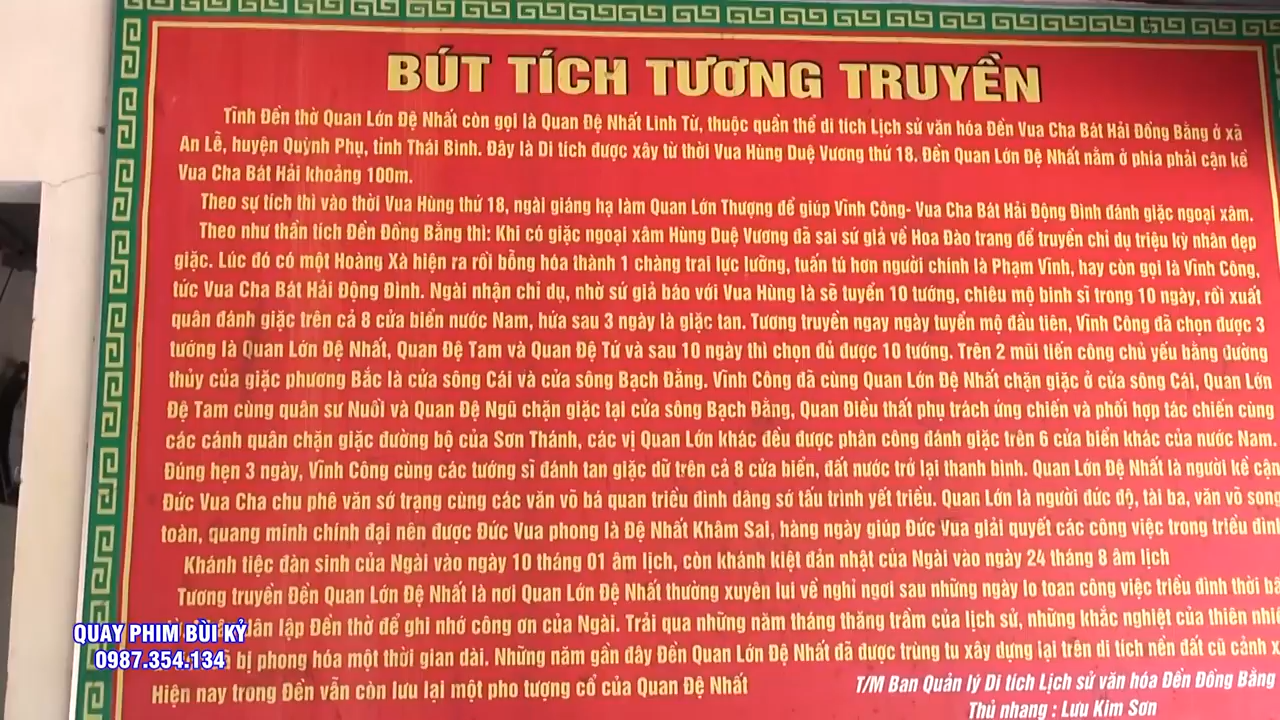 BÚT TÍCH TƯƠNG TRUYỀN
Tĩnh Đền thờ Quan Lớn Đệ Nhất còn gọi là Quan Đệ Nhất Linh Từ, thuộc quần thể di tích Lịch sử văn hóa Đền Vua Cha Bát Hải Đồng Bằng ở xã
An Lễ, huyện Quỳnh Phụ, tỉnh Thái Bình. Đây là Di tích được xây từ thời Vua Hùng Duệ Vương thứ 18. Đền Quan Lớn Đệ Nhất nằm ở phía phải cận kề
Vua Cha Bát Hải khoảng 100m.
Theo sự tích thì vào thời Vua Hùng thứ 18, ngài giáng hạ làm Quan Lớn Thượng để giúp Vĩnh Công- Vua Cha Bát Hải Động Đình đánh giặc ngoại xâm.
Theo như thần tích Đền Đồng Bằng thì: Khi có giặc ngoại xâm Hùng Duệ Vương đã sai sứ giả về Hoa Đào trang để truyền chỉ dụ triệu kỳ nhân dẹp
giặc. Lúc đó có một Hoàng Xà hiện ra rồi bỗng hóa thành 1 chàng trai lực lưỡng, tuấn tú hơn người chính là Phạm Vĩnh, hay còn gọi là Vĩnh Công,
tức Vua Cha Bát Hải Động Đình. Ngài nhận chỉ dụ, nhờ sứ giả báo với Vua Hùng là sẽ tuyển 10 tướng, chiêu mộ binh sĩ trong 10 ngày, rồi xuất
quân đánh giặc trên cả 8 cửa biển nước Nam, hứa sau 3 ngày là giặc tan. Tương truyền ngay ngày tuyển mộ đầu tiên, Vĩnh Công đã chọn được 3
tướng là Quan Lớn Đệ Nhất, Quan Đệ Tam và Quan Đệ Tứ và sau 10 ngày thì chọn đủ được 10 tướng. Trên 2 mũi tiến công chủ yếu bằng đường
thủy của giặc phương Bắc là cửa sông Cái và cửa sông Bạch Đằng. Vĩnh Công đã cùng Quan Lớn Đệ Nhất chặn giặc ở cửa sông Cái, Quan Lớn
Đệ Tam cùng quân sư Nuồi và Quan Đệ Ngũ chặn giặc tại cửa sông Bạch Đằng, Quan Điều thất phụ trách ứng chiến và phối hợp tác chiến cùng
các cánh quân chặn giặc đường bộ của Sơn Thánh, các vị Quan Lớn khác đều được phân công đánh giặc trên 6 cửa biển khác của nước Nam.
Đúng hẹn 3 ngày, Vĩnh Công cùng các tướng sĩ đánh tan giặc dữ trên cả 8 cửa biển, đất nước trở lại thanh bình. Quan Lớn Đệ Nhất là người kề cận
Đức Vua Cha chu phê văn sớ trạng cùng các văn võ bá quan triều đình dâng sớ tấu trình yết triều. Quan Lớn là người đức độ, tài ba, văn võ song
toàn, quang minh chính đại nên được Đức Vua phong là Đệ Nhất Khâm Sai, hàng ngày giúp Đức Vua giải quyết các công việc trong triều đình
Khánh tiệc đản sinh của Ngài vào ngày 10 tháng 01 âm lịch, còn khánh kiệt đản nhật của Ngài vào ngày 24 tháng 8 âm lịch
Tương truyền Đền Quan Lớn Đệ Nhất là nơi Quan Lớn Đệ Nhất thường xuyên lui về nghỉ ngơi sau những ngày lo toan công việc triều đình thời
dân lập Đền thờ để ghi nhớ công ơn của Ngài. Trải qua những năm tháng thăng trầm của lịch sử, những khắc nghiệt của thiên
bị phong hóa một thời gian dài. Những năm gần đây Đền Quan Lớn Đệ Nhất đã được trùng tu xây dựng lại trên di tích nền đất cũ cảnh
Hiện nay trong Đền vẫn còn lưu lại một pho tượng cổ của Quan Đệ Nhất
T/M Ban Quản lý Di tích Lịch sử văn hóa Đền Đồng Bằng
Thủ nhang : Lưu Kim Sơn
QUAY PHIM BÙI KỶ
0987.354.134